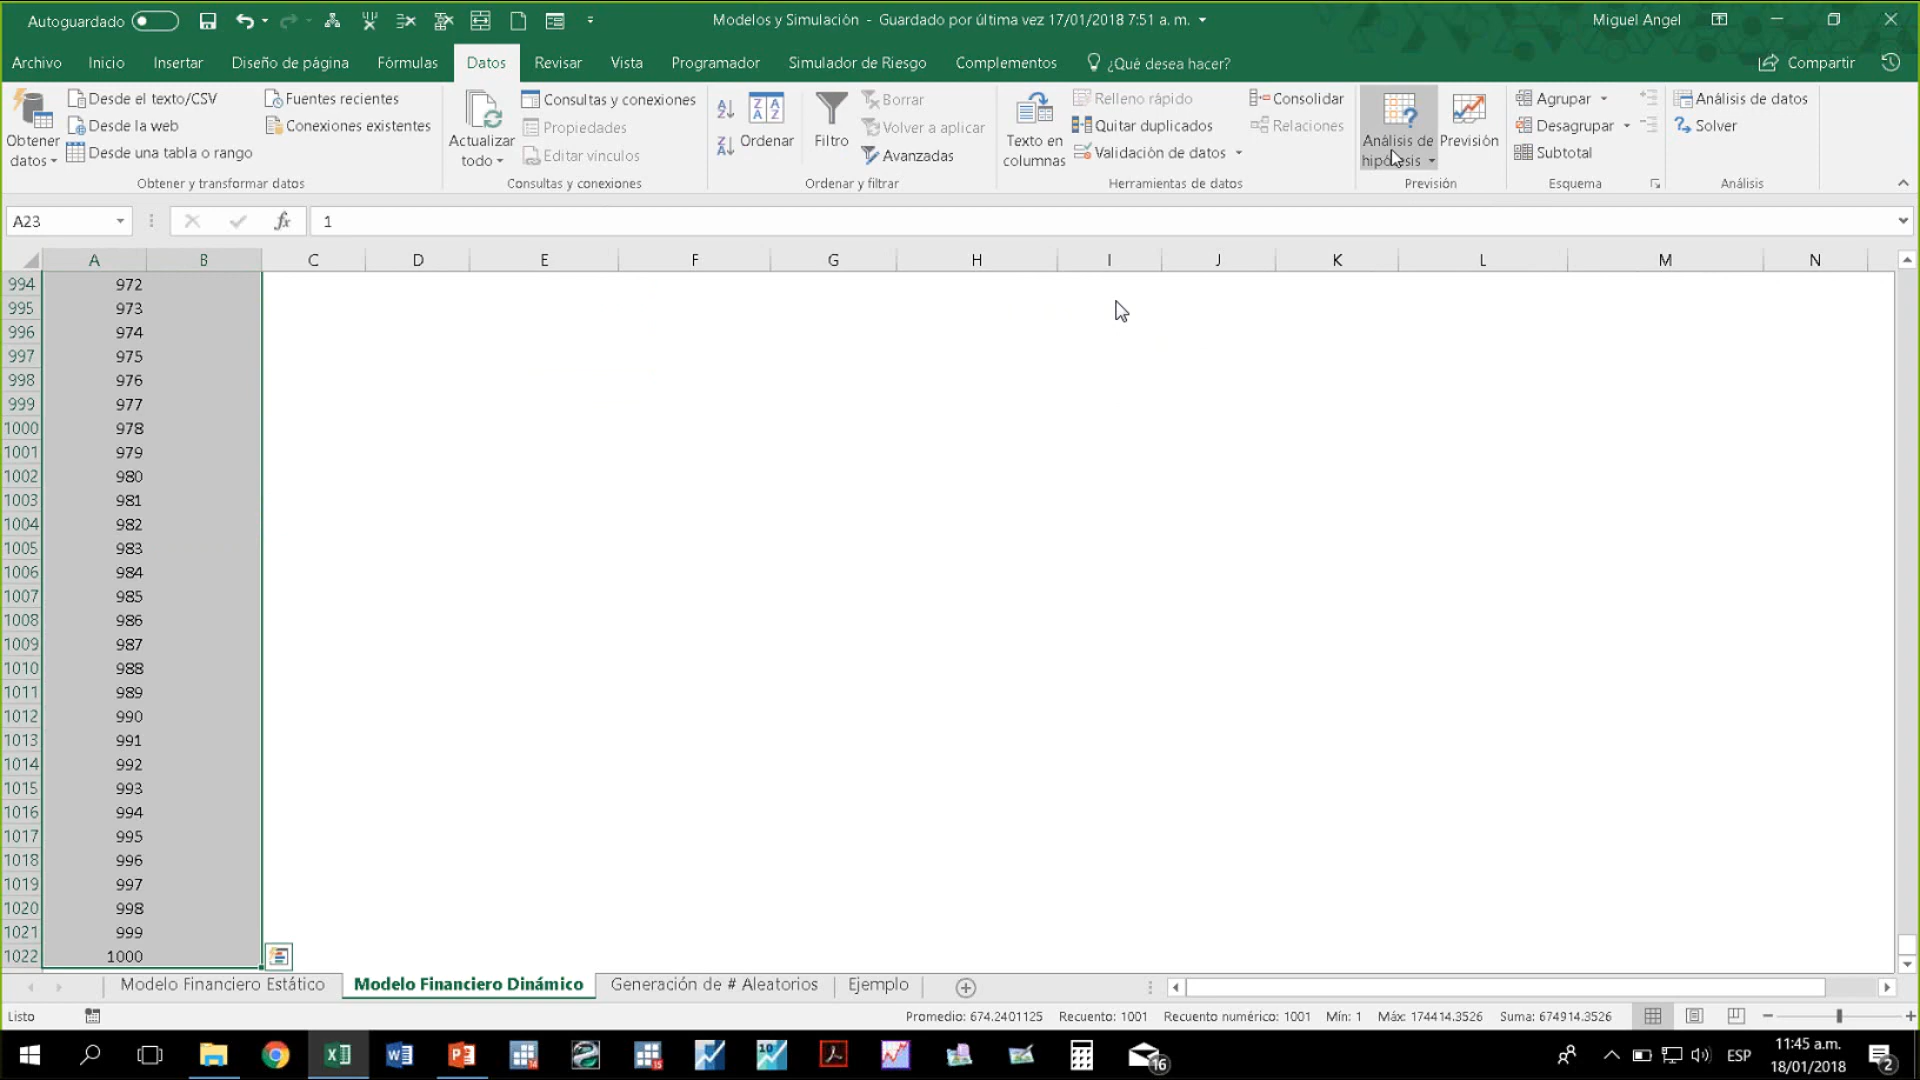 Autoguardado
Modelos y Simulación - Guardado por última vez 17/01/2018 7:51 a. m.
Miguel Angel
Archivo Inicio Insertar Diseño de página Fórmulas Datos Revisar Vista Programador Simulador de Riesgo Complementos ¿Qué desea hacer? Compartir
Obtener datos
Desde el texto/CSV
Desde la web
Desde una tabla o rango
Fuentes recientes
Conexiones existentes
Obtener y transformar datos
Actualizar todo
Consultas y conexiones
Propiedades
Editar vínculos
Consultas y conexiones
Ordenar
Filtro
Borrar
Volver a aplicar
Avanzadas
Ordenar y filtrar
Texto en columnas
Relleno rápido
Quitar duplicados
Validación de datos
Consolidar
Relaciones
Herramientas de datos
Análisis de hipótesis
Previsión
Previsión
Agrupar
Desagrupar
Subtotal
Esquema
Análisis de datos
Solver
Análisis
A23 fx 1
A B C D E F G H I J K L M N
994 972
995 973
996 974
997 975
998 976
999 977
1000 978
1001 979
1002 980
1003 981
1004 982
1005 983
1006 984
1007 985
1008 986
1009 987
1010 988
1011 989
1012 990
1013 991
1014 992
1015 993
1016 994
1017 995
1018 996
1019 997
1020 998
1021 999
1022 1000
Modelo Financiero Estático Modelo Financiero Dinámico Generación de # Aleatorios Ejemplo
Listo
Promedio: 674.2401125 Recuento: 1001 Recuento numérico: 1001 Mín: 1 Máx: 174414.3526 Suma: 674914.3526
16
ESP
11:45 a.m.
18/01/2018
2